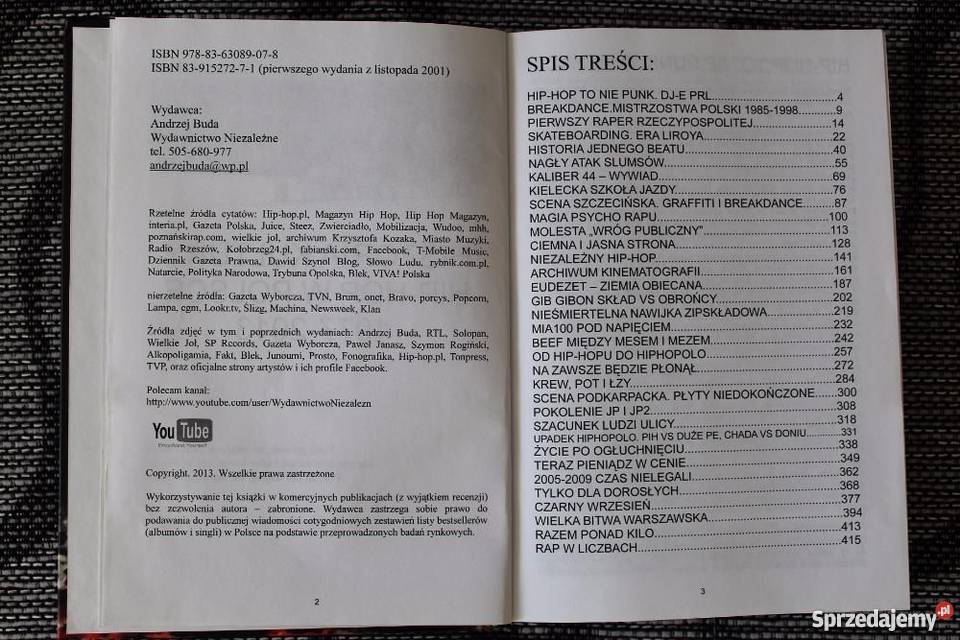 ISBN 978-83-63089-07-8
ISBN 83-915272-7-1 (pierwszego wydania z listopada 2001)
Wydawca:
Andrzej Buda
Wydawnictwo Niezależne
tel. 505-680-977
andrzejbuda@wp.pl
Rzetelne źródła cytatów: Hip-hop.pl, Magazyn Hip Hop, Hip Hop Magazyn,
interia.pl, Gazeta Polska, Juice, Steez, Zwierciadło, Mobilizacja, Wudoo, mhh,
poznańskirap.com, wielkie joł, archiwum Krzysztofa Kozaka, Miasto Muzyki,
Radio Rzeszów, Kołobrzeg24.pl, fabianski.com, Facebook, T-Mobile Music,
Dziennik Gazeta Prawna, Dawid Szynol Blog, Słowo Ludu, rybnik.com.pl,
Natarcie, Polityka Narodowa, Trybuna Opolska, Blek, VIVA! Polska
nierzetelne źródła: Gazeta Wyborcza, TVN, Brum, onet, Bravo, porcys, Popcorn,
Lampa, cgm, Lookr.tv, Ślizg, Machina, Newsweek, Klan
Źródła zdjęć w tym i poprzednich wydaniach: Andrzej Buda, RTL, Solopan,
Wielkie Joł, SP Records, Gazeta Wyborcza, Paweł Janasz, Szymon Rogiński,
Alkopoligamia, Fakt, Blek, Junoumi, Prosto, Fonografika, Hip-hop.pl, Tonpress,
TVP, oraz oficjalne strony artystów i ich profile Facebook.
Polecam kanał:
http://www.youtube.com/user/WydawnictwoNiezalezn
YouTube
Broadcast Yourself
Copyright. 2013. Wszelkie prawa zastrzeżone
Wykorzystywanie tej książki w komercyjnych publikacjach (z wyjątkiem recenzji)
bez zezwolenia autora – zabronione. Wydawca zastrzega sobie prawo do
podawania do publicznej wiadomości cotygodniowych zestawień listy bestsellerów
(albumów i singli) w Polsce na podstawie przeprowadzonych badań rynkowych.
2
SPIS TREŚCI:
HIP-HOP TO NIE PUNK. DJ-E PRL...4
BREAKDANCE.MISTRZOSTWA POLSKI 1985-1998...9
PIERWSZY RAPER RZECZYPOSPOLITEJ...14
SKATEBOARDING. ERA LIROYA...22
HISTORIA JEDNEGO BEATU...40
NAGŁY ATAK SLUMSÓW...55
KALIBER 44 – WYWIAD...69
KIELECKA SZKOŁA JAZDY...76
SCENA SZCZECIŃSKA. GRAFFITI I BREAKDANCE...87
MAGIA PSYCHO RAPU...100
MOLESTA „WRÓG PUBLICZNY"...113
CIEMNA I JASNA STRONA...128
NIEZALEŻNY HIP-HOP...141
ARCHIWUM KINEMATOGRAFII...161
EUDEZET – ZIEMIA OBIECANA...187
GIB GIBON SKŁAD VS OBROŃCY...202
NIEŚMIERTELNA NAWIJKA ZIPSKŁADOWA...219
MIA100 POD NAPIĘCIEM...232
BEEF MIĘDZY MESEM I MEZEM...242
OD HIP-HOPU DO HIPHOPOLO...257
NA ZAWSZE BĘDZIE PŁONĄŁ...272
KREW, POT I ŁZY...284
SCENA PODKARPACKA. PŁYTY NIEDOKOŃCZONE...300
POKOLENIE JP I JP2...308
SZACUNEK LUDZI ULICY...318
UPADEK HIPHOPOLO. PIH VS DUŻE PE, CHADA VS DONIU...331
ŻYCIE PO OGŁUCHNIĘCIU...338
TERAZ PIENIĄDZ W CENIE...349
2005-2009 CZAS NIELEGALI...362
TYLKO DLA DOROSŁYCH...368
CZARNY WRZESIEŃ...377
WIELKA BITWA WARSZAWSKA...394
RAZEM PONAD KILO...413
RAP W LICZBACH...415
3
Sprzedajemy.pl